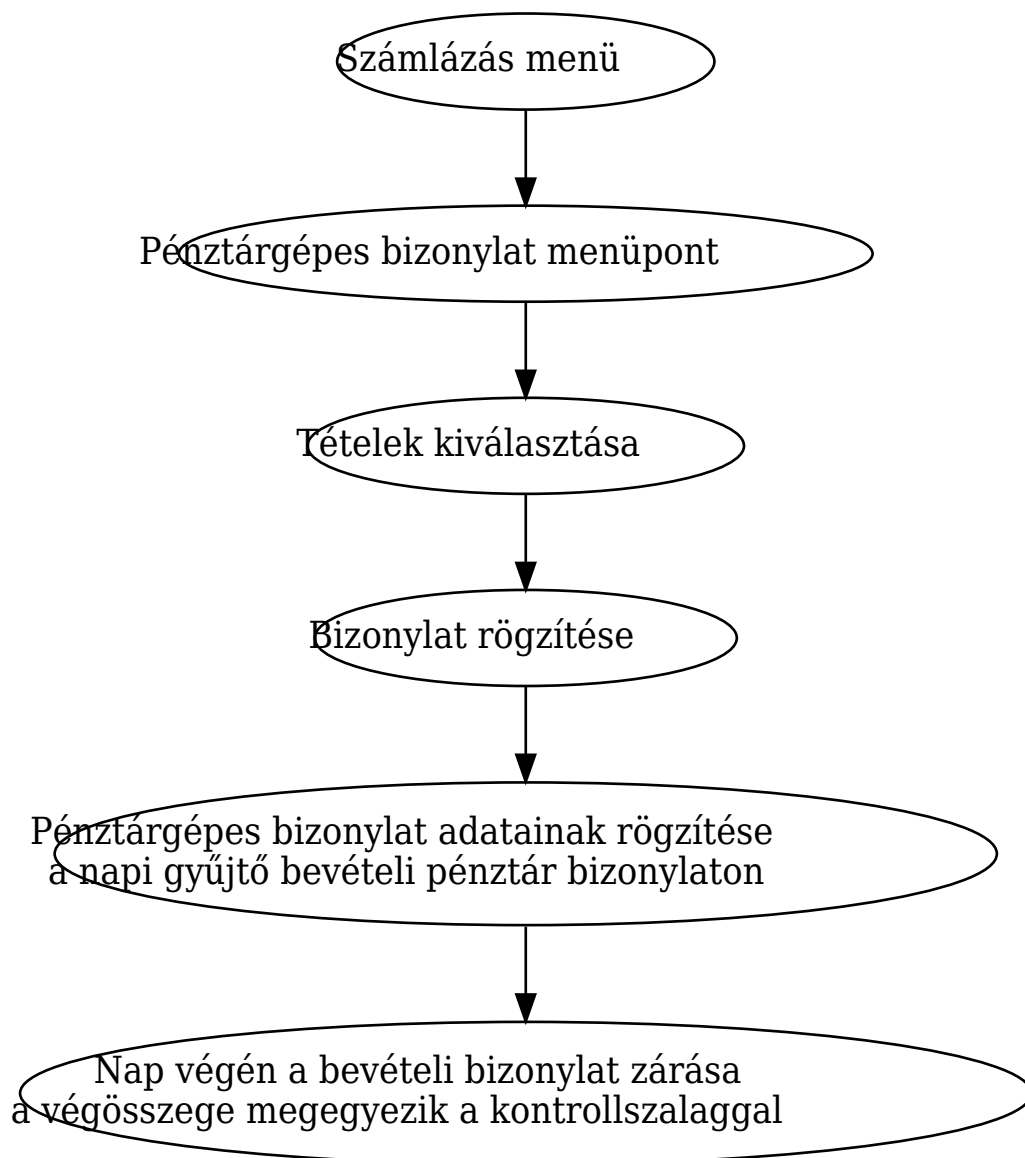 Számlázás menü
Pénztárgépes bizonylat menüpont
Tételek kiválasztása
Bizonylat rögzítése
Pénztárgépes bizonylat adatainak rögzítése
a napi gyűjtő bevételi pénztár bizonylaton
Nap végén a bevételi bizonylat zárása
a végösszege megegyezik a kontrollszalaggal